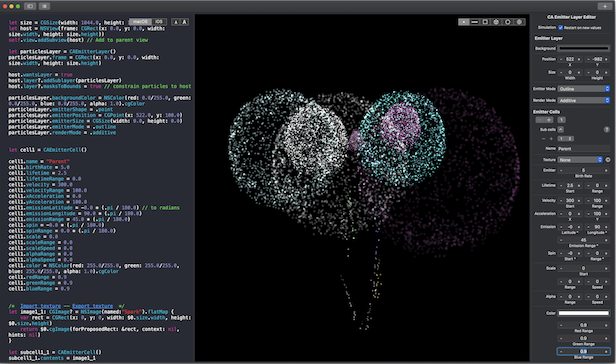 let size = CGSize(width: 1044.0, height:
macOS
iOS
A
A
let host = NSView(frame: CGRect(x: 0.0, y: 0.0,
width: size.width, height: size.height))
self.view.addSubview(host) // Add to parent view
let particlesLayer = CAEmitterLayer()
particlesLayer.frame = CGRect(x: 0.0, y: 0.0, width:
size.width, height: size.height)
host.wantsLayer = true
host.layer?.addSublayer(particlesLayer)
host.layer?.masksToBounds = true // constrain particles to host
particlesLayer.backgroundColor = NSColor(red: 0.0/255.0, green:
0.0/255.0, blue: 0.0/255.0, alpha: 1.0).cgColor
particlesLayer.emitterShape = .point
particlesLayer.emitterPosition = CGPoint(x: 522.0, y:
particlesLayer.emitterSize = CGSize(width: 0.0, height: 0.0)
particlesLayer.emitterMode = .outline
particlesLayer.renderMode = .additive
let cell1 = CAEmitterCell()
cell1.name = "Parent"
cell1.birthRate = 5.0
cell1.lifetime = 2.5
cell1.lifetimeRange = 0.0
cell1.velocity = 300.0
cell1.velocityRange = 100.0
cell1.xAcceleration = 0.0
cell1.yAcceleration = 100.0
cell1.emissionLatitude = -0.0 * (.pi / 180.0) // to radians
cell1.emissionLongitude = 90.0 * (.pi / 180.0)
cell1.emissionRange = 45.0 * (.pi / 180.0)
cell1.spin = -0.0 * (.pi / 180.0)
cell1.spinRange = 0.0 * (.pi / 180.0)
cell1.scale = 0.0
cell1.scaleRange = 0.0
cell1.scaleSpeed = 0.0
cell1.alphaRange = 0.0
cell1.alphaSpeed = 0.0
cell1.color = NSColor(red: 255.0/255.0, green: 255.0/255.0,
blue: 255.0/255.0, alpha: 1.0).cgColor
cell1.redRange = 0.9
cell1.greenRange = 0.9
cell1.blueRange = 0.9
/* Import texture —— Export texture */
let image1_1: CGImage? = NSImage(named:"Spark").flatMap {
var rect = CGRect(x: 0, y: 0, width: $0.size.width, height:
$0.size.height)
return $0.cgImage(forProposedRect: &rect, context: nil,
hints: nil)
}
let subcell1_1 = CAEmitterCell()
subcell1_1.contents = image1_1
CA Emitter Layer Editor
Simulation
Restart on new values
Emitter Layer
Background
Position
522
-682
X
Y
Size
0
0
Width
Height
Emitter Mode
Outline
Render Mode
Additive
Emitter Cells
1
Sub cells
?
1
2
Name
Parent
Texture
None
Emitter
5
Birth Rate
Lifetime
2.5
0
Start
Range
Velocity
300
100
Start
Range
Acceleration
0
100
X
Y
Emission
-0
90
Latitude °
Longitude °
45
Emission Range °
Spin
-0
0
Start °
Range °
Scale
0
Start
0
0
Range
Speed
Alpha
0
0
Range
Speed
Color
0.9
Red Range
0.9
Green Range
0.9
Blue Range